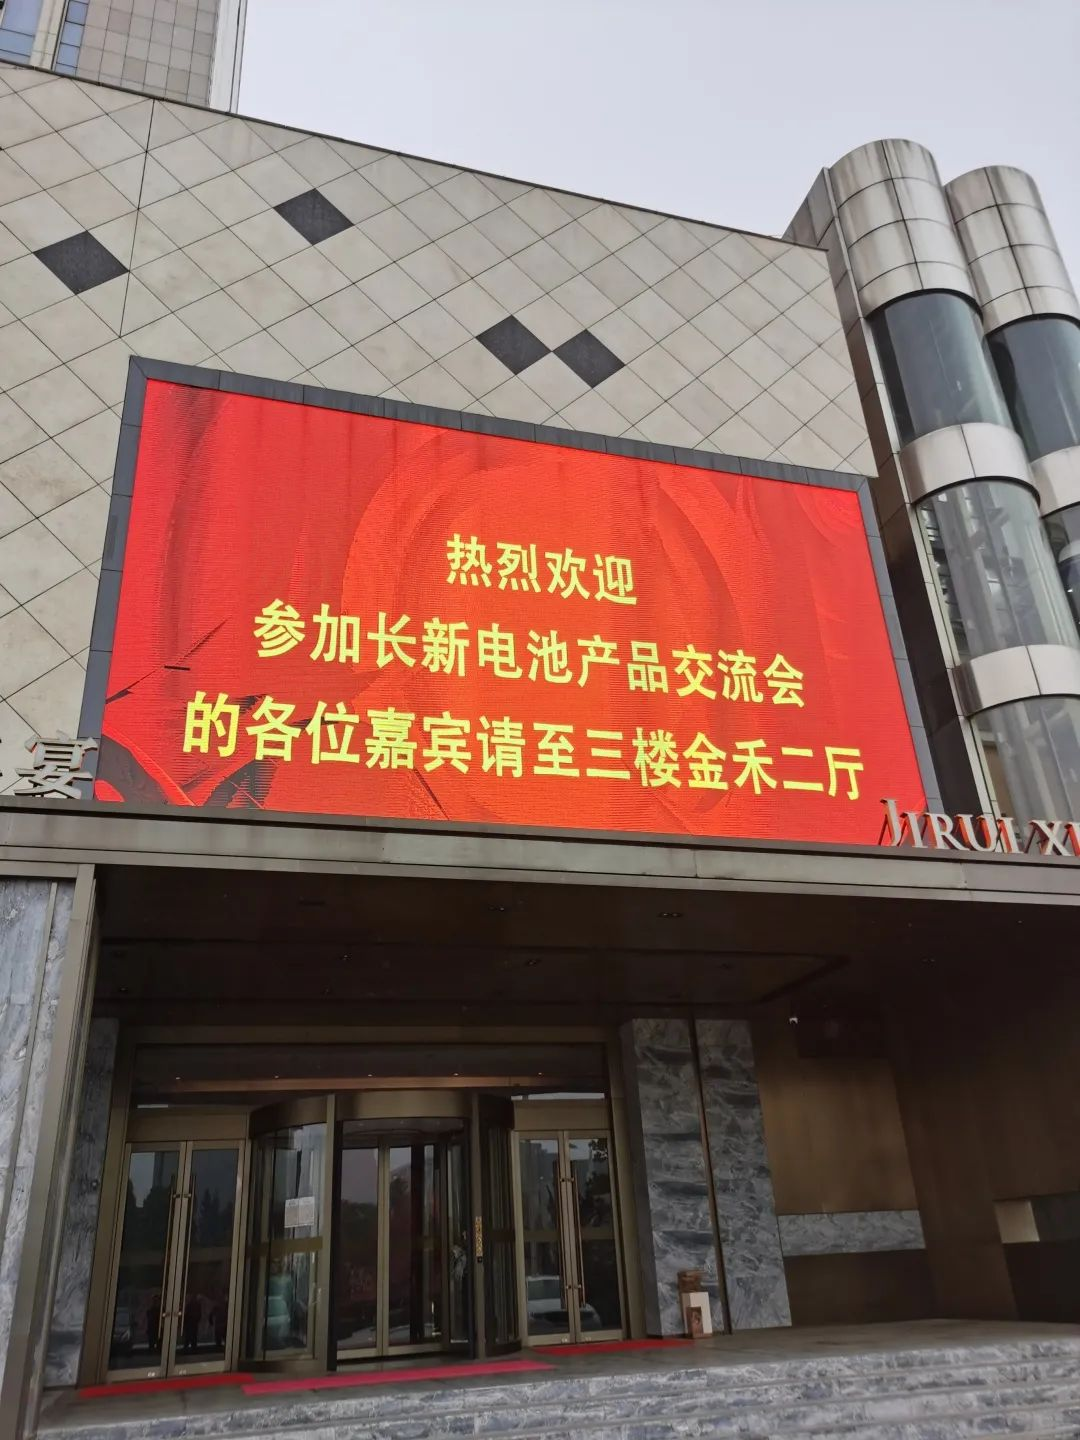 热烈欢迎
参加长新电池产品交流会
的各位嘉宾请至三楼金禾二厅
宴
JIRUI XI